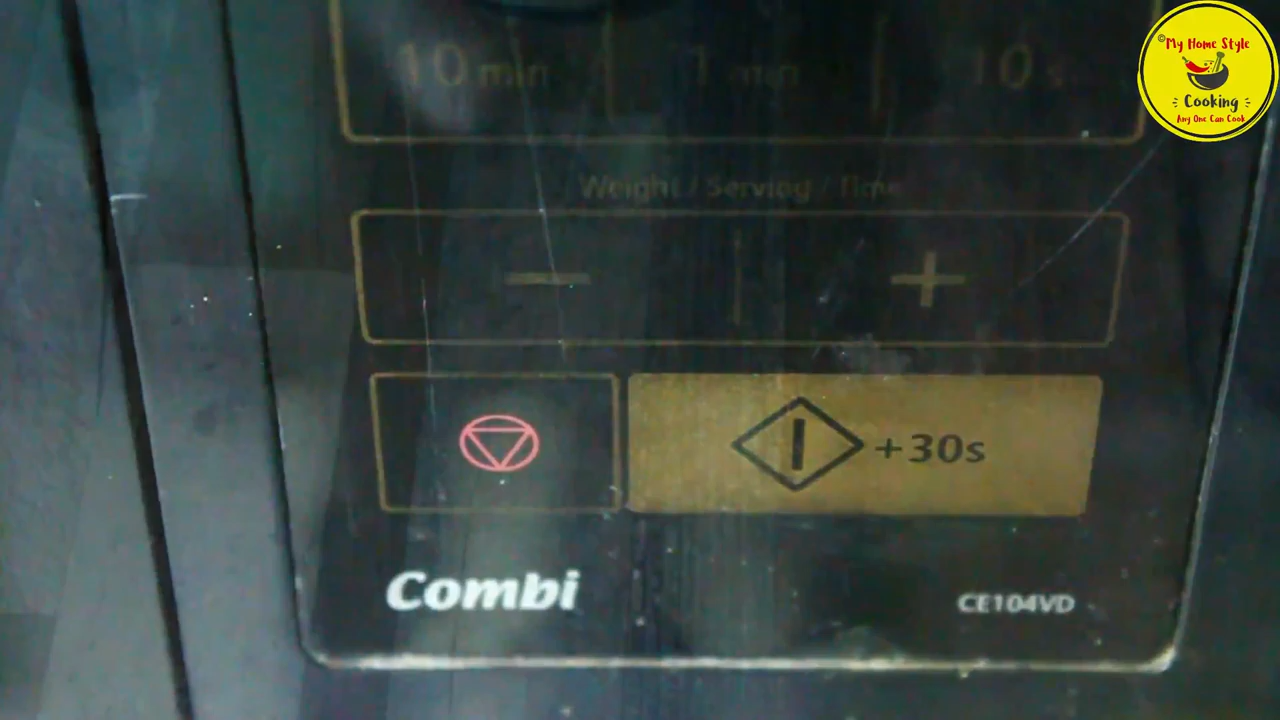 My Home Style
Cooking
Any One Can Cook
10 min 1 min 10 s
Weight / Serving / Time
− +
+30s
Combi CE104VD